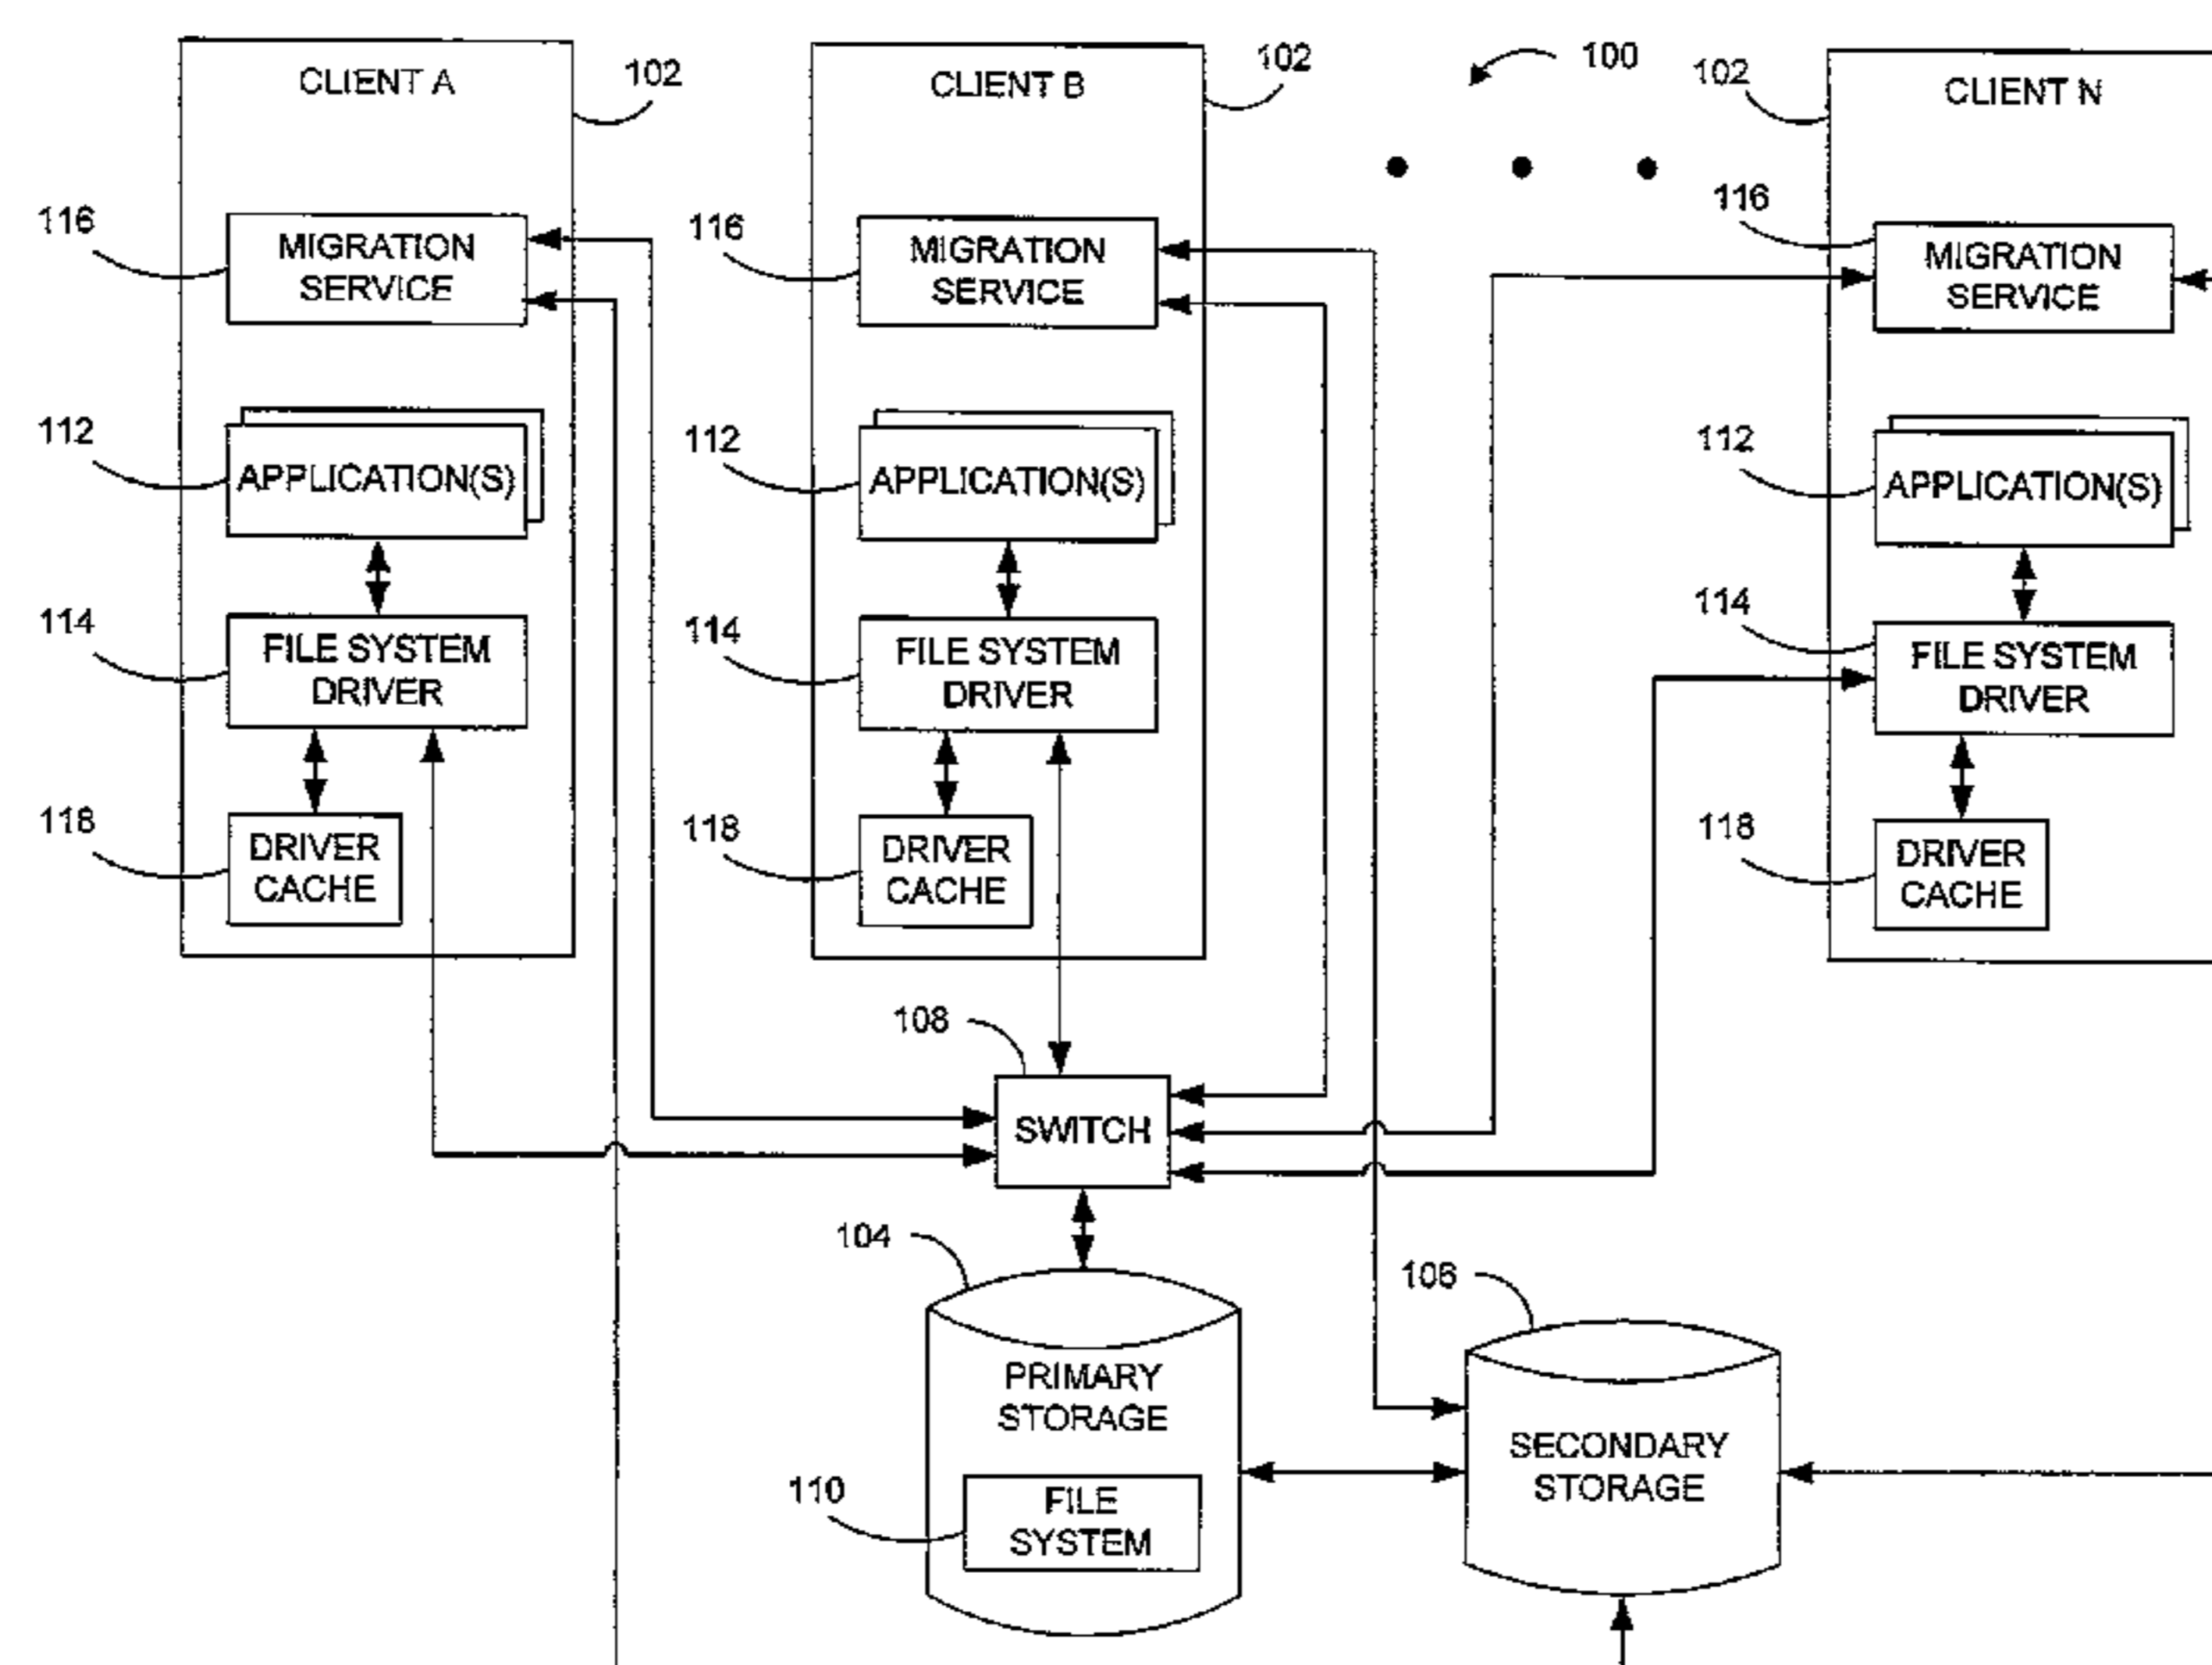 CLIENT A
102
CLIENT B
102
100
102
CLIENT N
116
MIGRATION
SERVICE
116
MIGRATION
SERVICE
116
MIGRATION
SERVICE
112
APPLICATION(S)
112
APPLICATION(S)
112
APPLICATION(S)
114
FILE SYSTEM
DRIVER
114
FILE SYSTEM
DRIVER
114
FILE SYSTEM
DRIVER
118
DRIVER
CACHE
118
DRIVER
CACHE
118
DRIVER
CACHE
108
SWITCH
104
PRIMARY
STORAGE
110
FILE
SYSTEM
106
SECONDARY
STORAGE